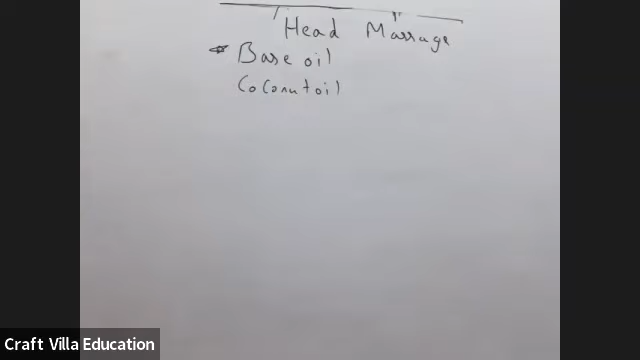 Head Massage
Base oil
Coconut oil
Craft Villa Education